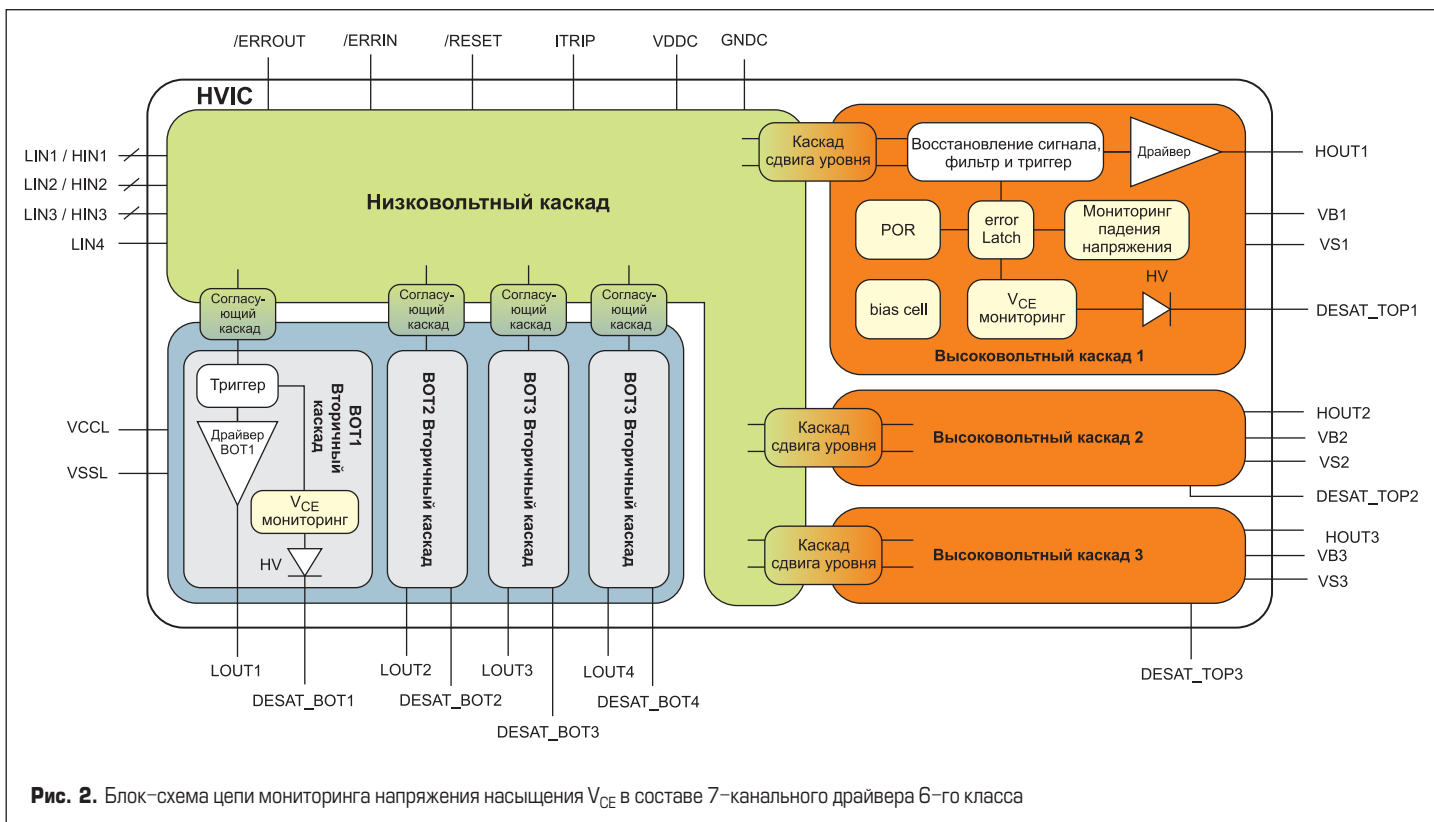 /ERROUT
/ERRIN
/RESET
ITRIP
VDDC
GNDC
HVIC
LIN1 / HIN1
LIN2 / HIN2
LIN3 / HIN3
LIN4
Низковольтный каскад
Каскад
сдвига уровня
Восстановление сигнала,
фильтр и триггер
Драйвер
HOUT1
POR
error
Latch
Мониторинг
падения
напряжения
VB1
VS1
bias cell
VCE
мониторинг
HV
DESAT_TOP1
Высоковольтный каскад 1
Согласу-
ющий
каскад
Согласу-
ющий
каскад
Согласу-
ющий
каскад
Согласу-
ющий
каскад
Триггер
BOT1
Вторичный
каскад
Драйвер
BOT1
VCE
мониторинг
HV
BOT2 Вторичный каскад
BOT3 Вторичный каскад
BOT3 Вторичный каскад
VCCL
VSSL
Каскад
сдвига уровня
Высоковольтный каскад 2
HOUT2
VB2
VS2
DESAT_TOP2
Каскад
сдвига уровня
Высоковольтный каскад 3
HOUT3
VB3
VS3
DESAT_TOP3
LOUT1
DESAT_BOT1
LOUT2
DESAT_BOT2
LOUT3
DESAT_BOT3
LOUT4
DESAT_BOT4
Рис. 2. Блок-схема цепи мониторинга напряжения насыщения VCE в составе 7-канального драйвера 6-го класса